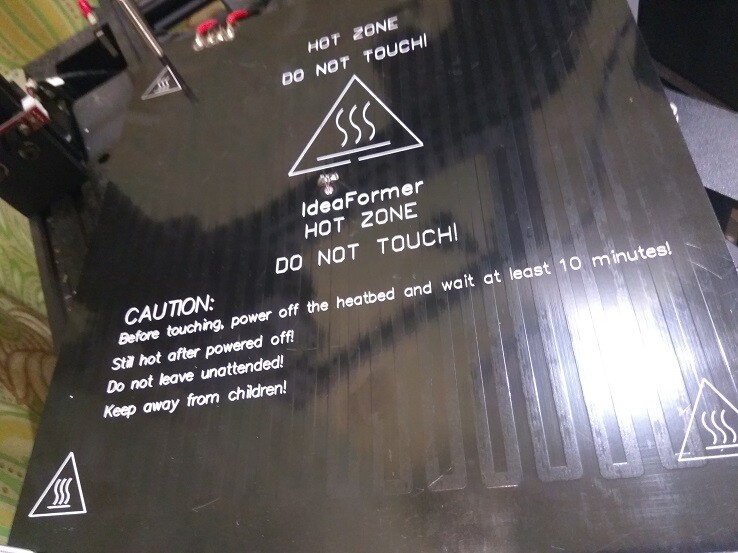 HOT ZONE
DO NOT TOUCH!
IdeaFormer
HOT ZONE
DO NOT TOUCH!
CAUTION:
Before touching, power off the heatbed and wait at least 10 minutes!
Still hot after powered off!
Do not leave unattended!
Keep away from children!